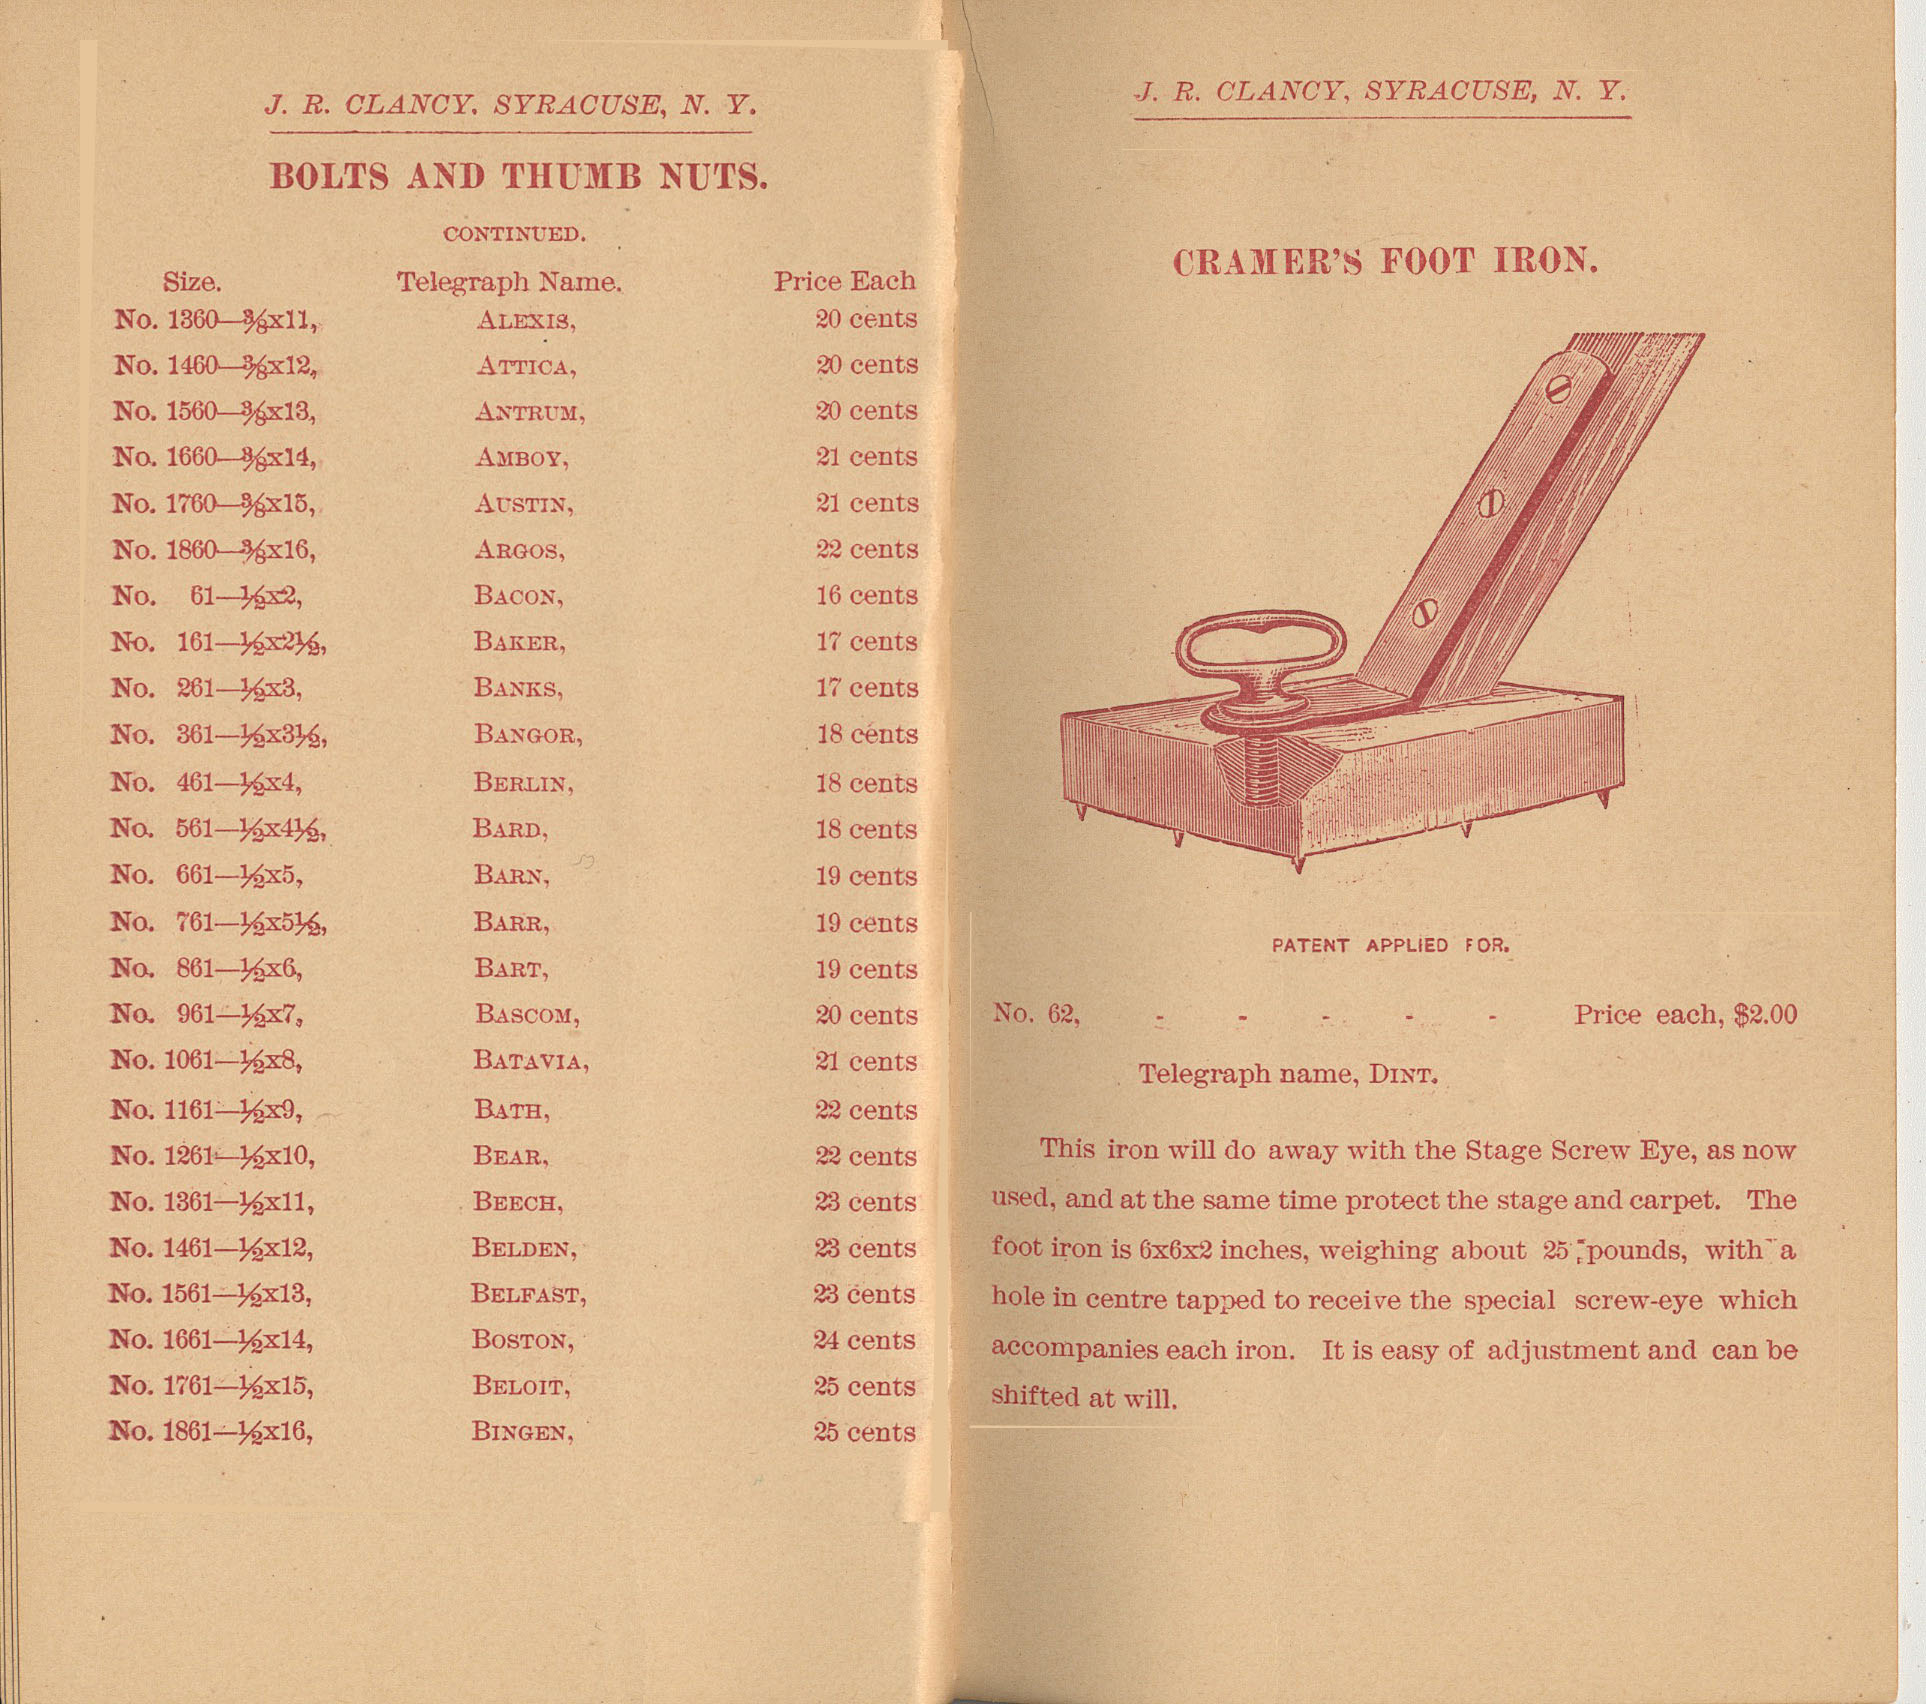 J. R. CLANCY, SYRACUSE, N. Y.
BOLTS AND THUMB NUTS.
CONTINUED.
Size. Telegraph Name. Price Each
No. 1360—⅜x11, ALEXIS, 20 cents
No. 1460—⅜x12, ATTICA, 20 cents
No. 1560—⅜x13, ANTRUM, 20 cents
No. 1660—⅜x14, AMBOY, 21 cents
No. 1760—⅜x15, AUSTIN, 21 cents
No. 1860—⅜x16, ARGOS, 22 cents
No. 61—½x2, BACON, 16 cents
No. 161—½x2½, BAKER, 17 cents
No. 261—½x3, BANKS, 17 cents
No. 361—½x3½, BANGOR, 18 cents
No. 461—½x4, BERLIN, 18 cents
No. 561—½x4½, BARD, 18 cents
No. 661—½x5, BARN, 19 cents
No. 761—½x5½, BARR, 19 cents
No. 861—½x6, BART, 19 cents
No. 961—½x7, BASCOM, 20 cents
No. 1061—½x8, BATAVIA, 21 cents
No. 1161—½x9, BATH, 22 cents
No. 1261—½x10, BEAR, 22 cents
No. 1361—½x11, BEECH, 23 cents
No. 1461—½x12, BELDEN, 23 cents
No. 1561—½x13, BELFAST, 23 cents
No. 1661—½x14, BOSTON, 24 cents
No. 1761—½x15, BELOIT, 25 cents
No. 1861—½x16, BINGEN, 25 cents
J. R. CLANCY, SYRACUSE, N. Y.
CRAMER'S FOOT IRON.
PATENT APPLIED FOR.
No. 62, - - - - - Price each, $2.00
Telegraph name, DINT.
This iron will do away with the Stage Screw Eye, as now
used, and at the same time protect the stage and carpet. The
foot iron is 6x6x2 inches, weighing about 25 pounds, with a
hole in centre tapped to receive the special screw-eye which
accompanies each iron. It is easy of adjustment and can be
shifted at will.